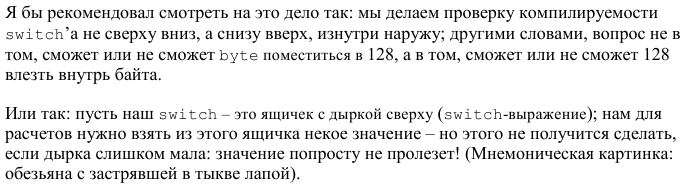 Я бы рекомендовал смотреть на это дело так: мы делаем проверку компилируемости
switch’а не сверху вниз, а снизу вверх, изнутри наружу; другими словами, вопрос не в
том, сможет или не сможет byte поместиться в 128, а в том, сможет или не сможет 128
влезть внутрь байта.
Или так: пусть наш switch – это ящичек с дыркой сверху (switch-выражение); нам для
расчетов нужно взять из этого ящичка некое значение – но этого не получится сделать,
если дырка слишком мала: значение попросту не пролезет! (Мнемоническая картинка:
обезьяна с застрявшей в тыкве лапой).